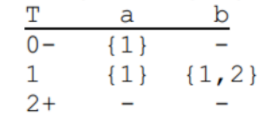 T a b
0- {1} -
1 {1} {1,2}
2+ - -